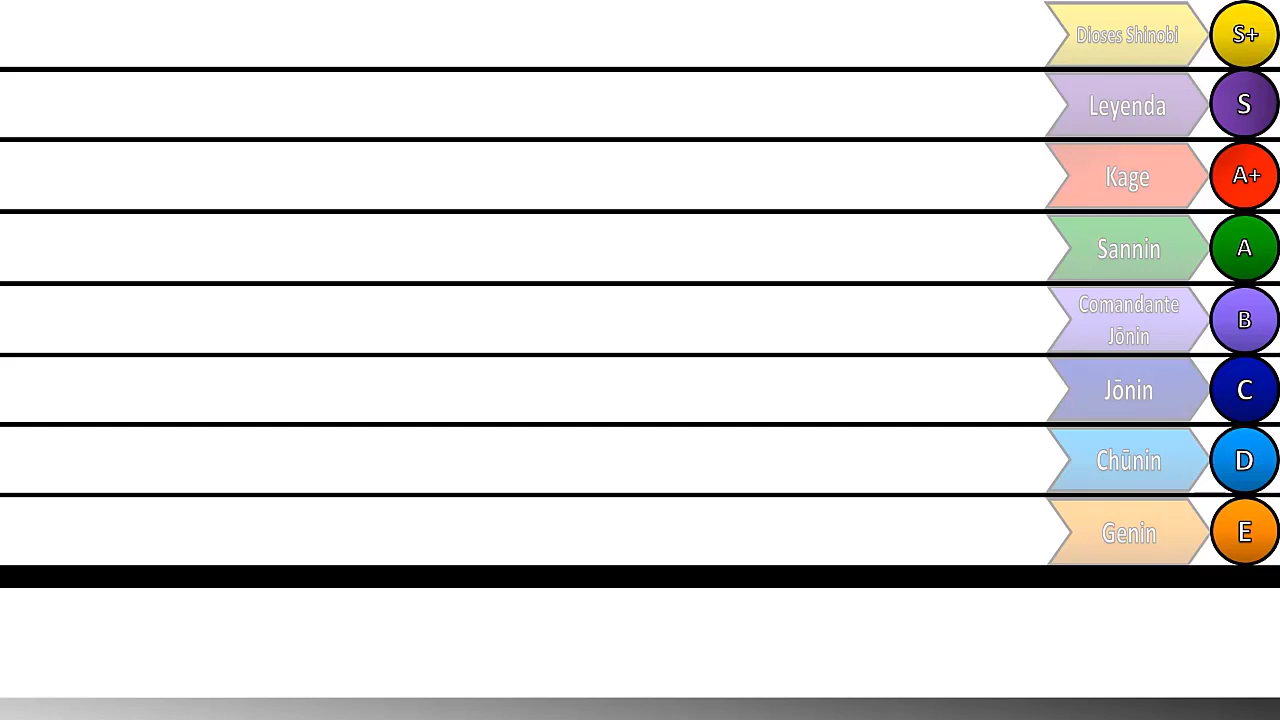 Dioses Shinobi S+
Leyenda S
Kage A+
Sannin A
Comandante
Jōnin B
Jōnin C
Chūnin D
Genin E